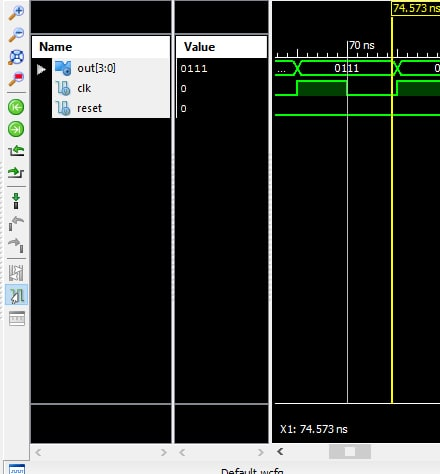 74.573 ns
Name
Value
70 ns
out[3:0]
0111
...
0111
0
clk
0
reset
0
X1: 74.573 ns
Default.wcfg